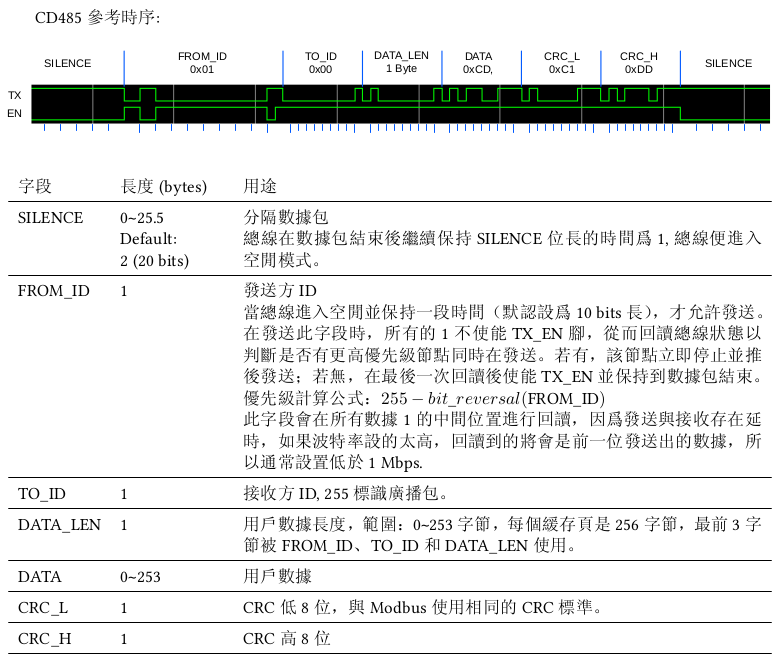 CD485 參考時序:
SILENCE FROM_ID TO_ID DATA_LEN DATA CRC_L CRC_H SILENCE
0x01 0x00 1 Byte 0xCD, 0xC1 0xDD
TX
EN
字段 長度 (bytes) 用途
SILENCE 0~25.5 分隔數據包
Default: 總線在數據包結束後繼續保持 SILENCE 位長的時間爲 1, 總線便進入
2 (20 bits) 空閒模式。
FROM_ID 1 發送方 ID
當總線進入空閒並保持一段時間（默認設爲 10 bits 長），才允許發送。
在發送此字段時，所有的 1 不使能 TX_EN 腳，從而回讀總線狀態以
判斷是否有更高優先級節點同時在發送。若有，該節點立即停止並推
後發送；若無，在最後一次回讀後使能 TX_EN 並保持到數據包結束。
優先級計算公式：255 − bit_reversal(FROM_ID)
此字段會在所有數據 1 的中間位置進行回讀，因爲發送與接收存在延
時，如果波特率設的太高，回讀到的將會是前一位發送出的數據，所
以通常設置低於 1 Mbps.
TO_ID 1 接收方 ID, 255 標識廣播包。
DATA_LEN 1 用戶數據長度，範圍：0~253 字節，每個緩存頁是 256 字節，最前 3 字
節被 FROM_ID、TO_ID 和 DATA_LEN 使用。
DATA 0~253 用戶數據
CRC_L 1 CRC 低 8 位，與 Modbus 使用相同的 CRC 標準。
CRC_H 1 CRC 高 8 位